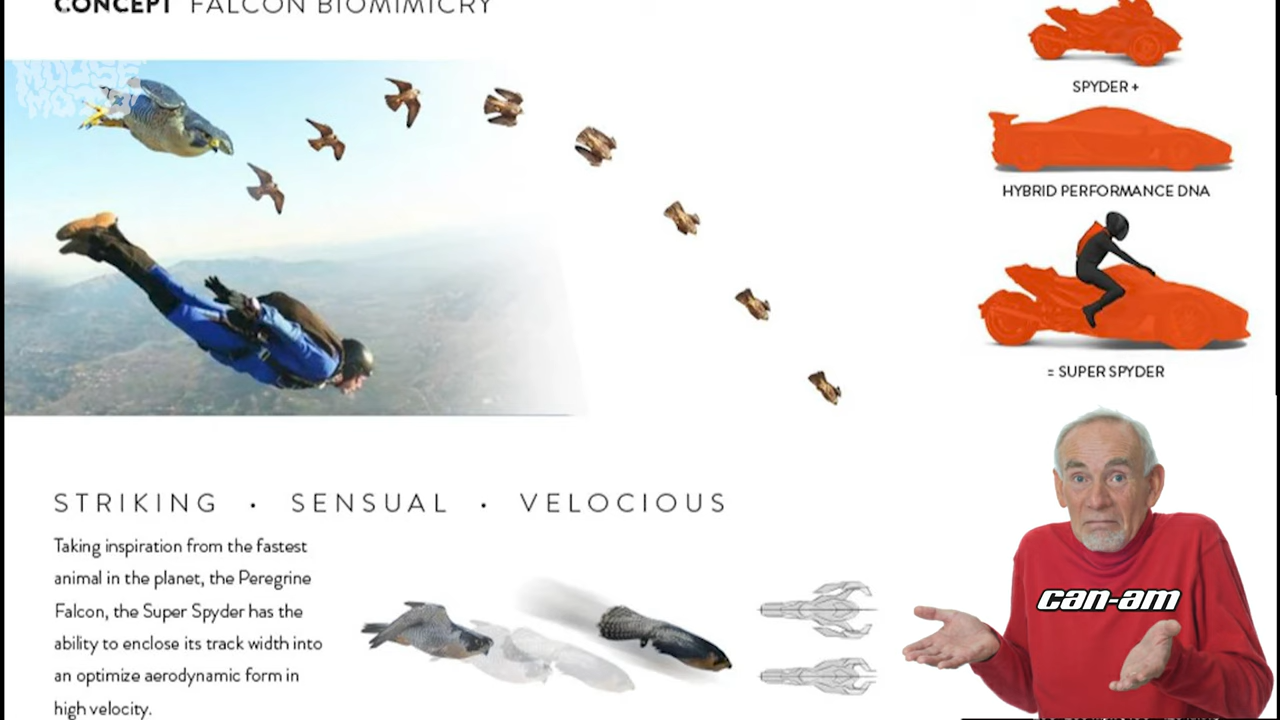 CONCEPT FALCON BIOMIMICRY
MOUSE
MOTO
SPYDER +
HYBRID PERFORMANCE DNA
= SUPER SPYDER
STRIKING · SENSUAL · VELOCIOUS
Taking inspiration from the fastest
animal in the planet, the Peregrine
Falcon, the Super Spyder has the
ability to enclose its track width into
an optimize aerodynamic form in
high velocity.
can-am